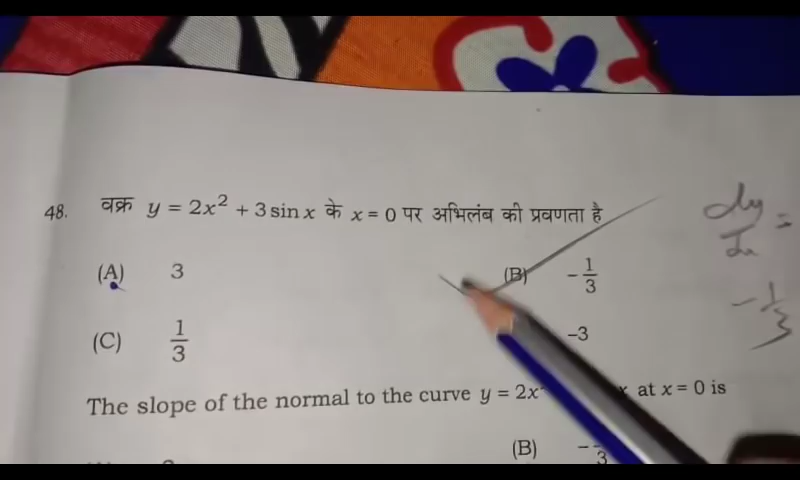 48. वक्र y = 2x² + 3 sin x के x = 0 पर अभिलंब की प्रवणता है
(A) 3
(B) -1/3
(C) 1/3
-3
The slope of the normal to the curve y = 2x x at x = 0 is
(B) -
3
dy/dx =
-1/3